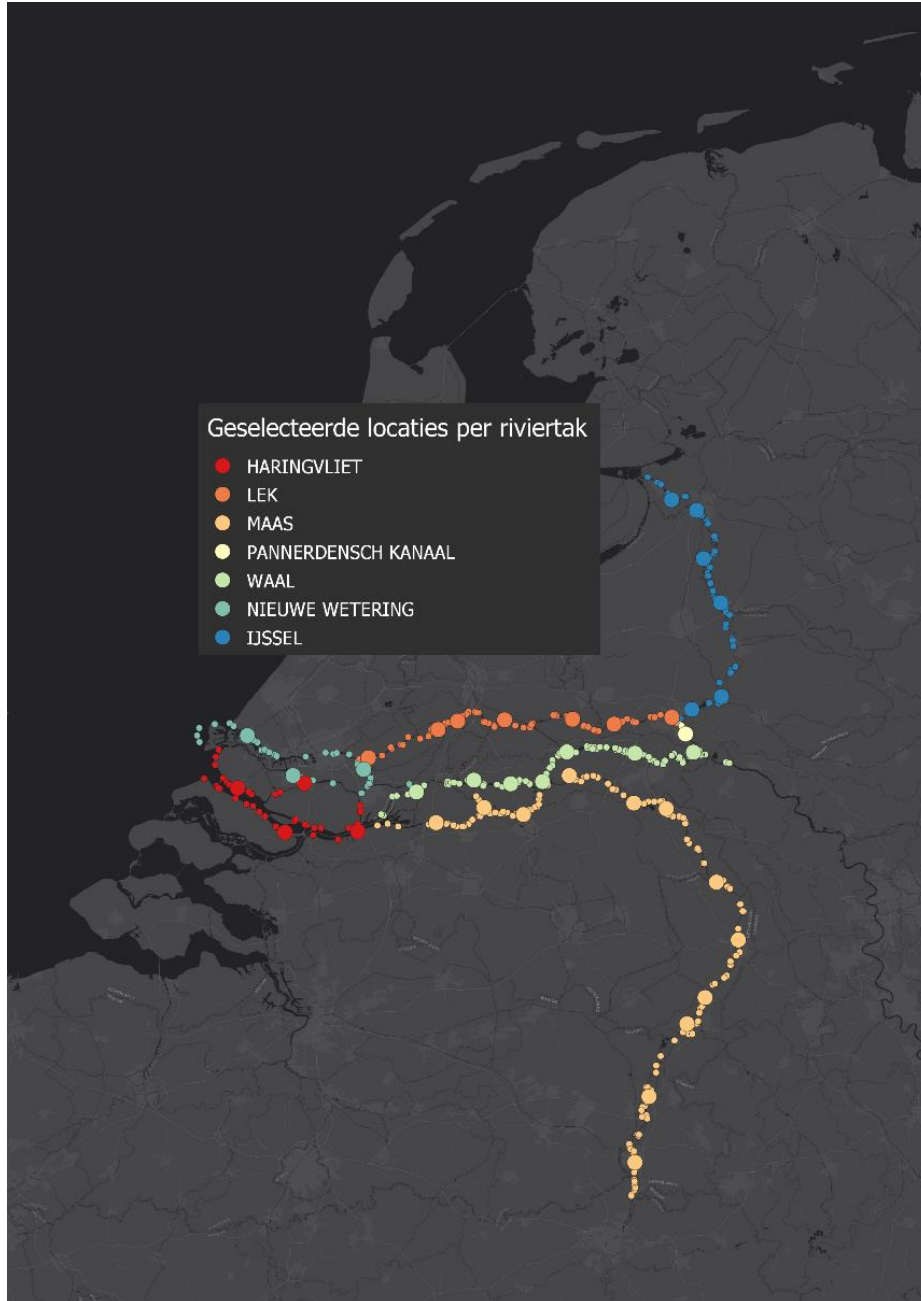 Geselecteerde locaties per riviertak
HARINGVLIET
LEK
MAAS
PANNERDENSCH KANAAL
WAAL
NIEUWE WETERING
IJSSEL